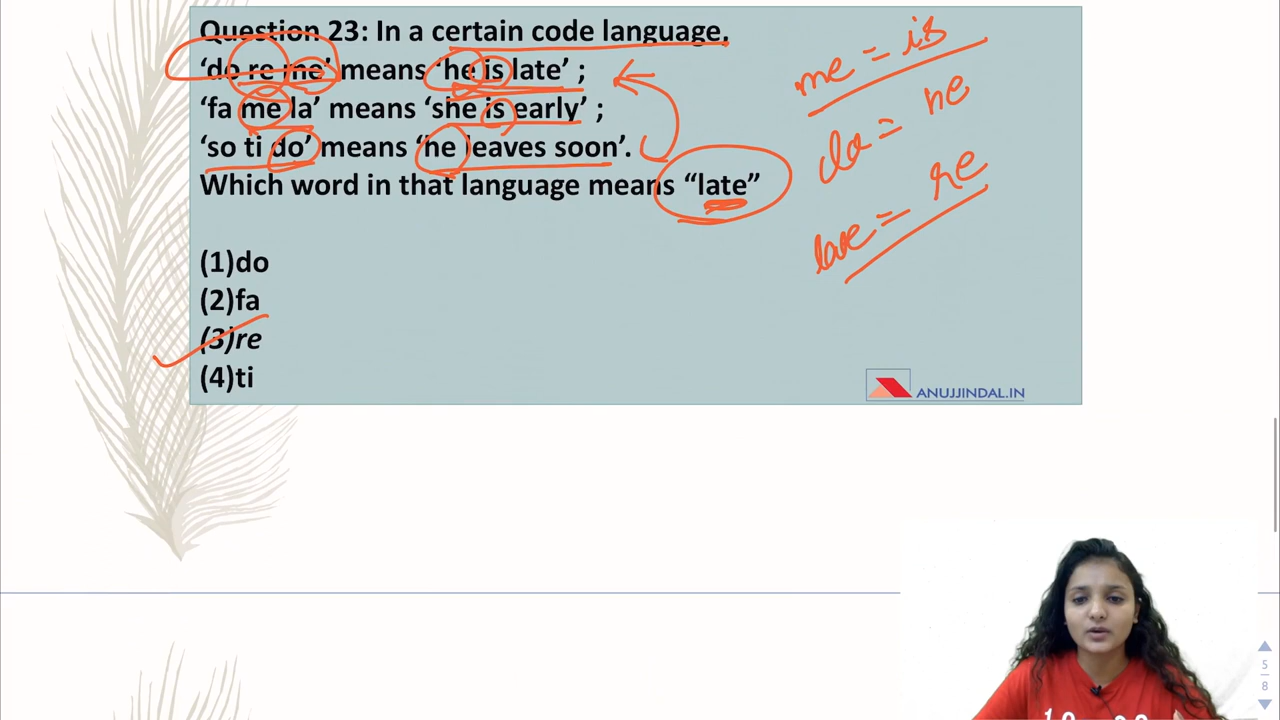 Question 23: In a certain code language.
‘do re me’ means ‘he is late’ ;
‘fa me la’ means ‘she is early’ ;
‘so ti do’ means ‘he leaves soon’.
Which word in that language means “late”
(1)do
(2)fa
(3)re
(4)ti
me = is
do = he
late = re
ANUJJINDAL.IN
5
8